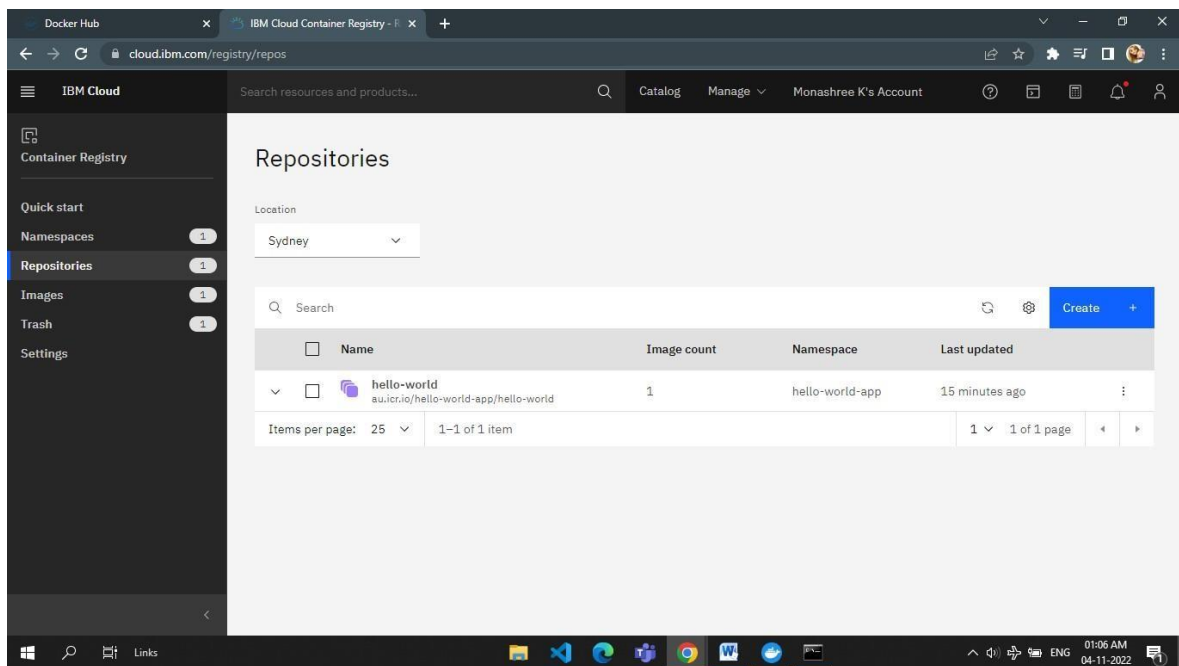 Docker Hub
IBM Cloud Container Registry - R
cloud.ibm.com/registry/repos
IBM Cloud
Search resources and products...
Catalog
Manage
Monashree K's Account
Container Registry
Quick start
Namespaces 1
Repositories 1
Images 1
Trash 1
Settings
Repositories
Location
Sydney
Search
Create +
Name Image count Namespace Last updated
hello-world 1 hello-world-app 15 minutes ago
au.icr.io/hello-world-app/hello-world
Items per page: 25 1–1 of 1 item 1 1 of 1 page
Links
ENG
01:06 AM
04-11-2022